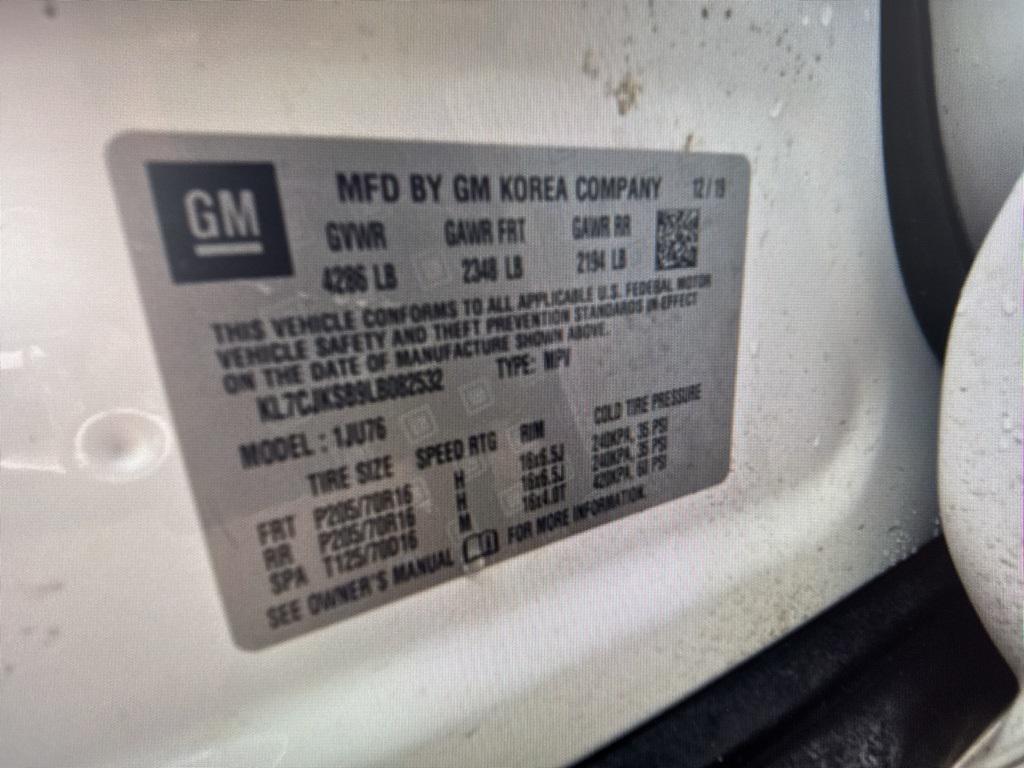 GM
MFD BY GM KOREA COMPANY 12/19
GVWR GAWR FRT GAWR RR
4286 LB 2348 LB 2194 LB
THIS VEHICLE CONFORMS TO ALL APPLICABLE U.S. FEDERAL MOTOR
VEHICLE SAFETY AND THEFT PREVENTION STANDARDS IN EFFECT
ON THE DATE OF MANUFACTURE SHOWN ABOVE.
KL7CJKSB9LB082532 TYPE: MPV
MODEL : 1JU76
TIRE SIZE SPEED RTG RIM COLD TIRE PRESSURE
FRT P205/70R16 H 16x6.5J 240KPA, 35 PSI
RR P205/70R16 H 16x6.5J 240KPA, 35 PSI
SPA T125/70D16 M 16x4.0T 420KPA, 60 PSI
SEE OWNER'S MANUAL FOR MORE INFORMATION.